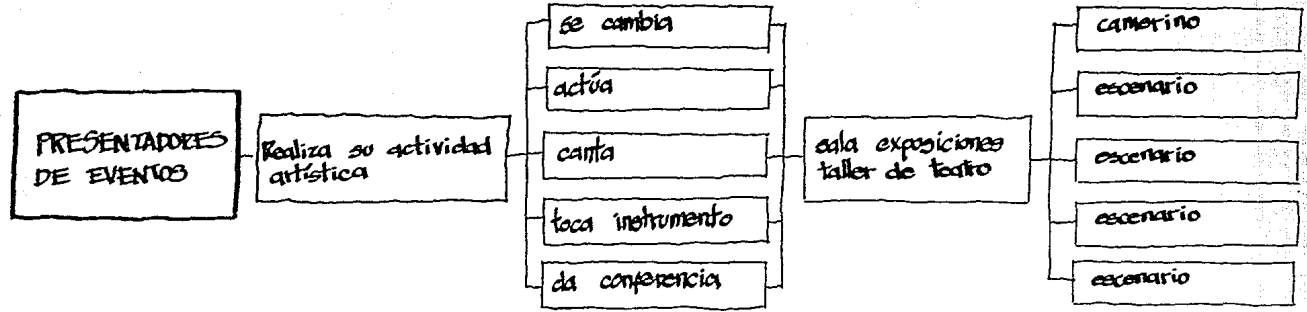 PRESENTADORES
DE EVENTOS
Realiza su actividad
artística
se cambia
actúa
canta
toca instrumento
da conferencia
sala exposiciones
taller de teatro
camerino
escenario
escenario
escenario
escenario